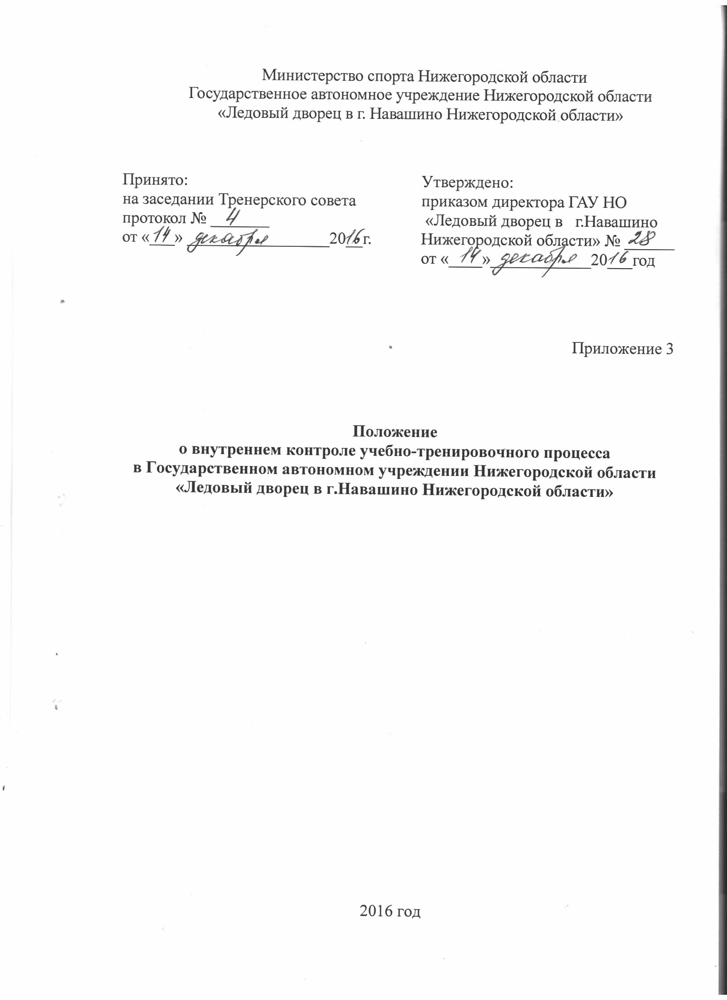 Министерство спорта Нижегородской области
Государственное автономное учреждение Нижегородской области
«Ледовый дворец в г. Навашино Нижегородской области»
Принято:
на заседании Тренерского совета
протокол № 4
от «14» декабря 2016г.
Утверждено:
приказом директора ГАУ НО
«Ледовый дворец в г.Навашино
Нижегородской области» № 28
от «14» декабря 2016 год
Приложение 3
Положение
о внутреннем контроле учебно-тренировочного процесса
в Государственном автономном учреждении Нижегородской области
«Ледовый дворец в г.Навашино Нижегородской области»
2016 год